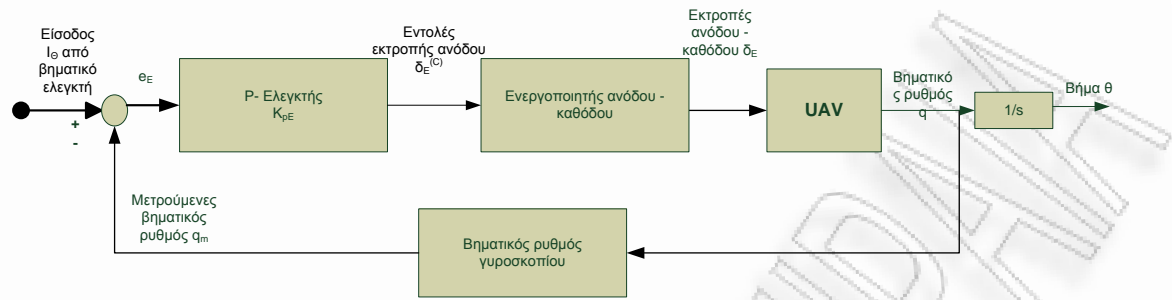 Είσοδος
I_Θ από
βηματικό
ελεγκτή
+
-
e_E
P- Ελεγκτής
K_pE
Εντολές
εκτροπής ανόδου
δ_E^(C)
Ενεργοποιητής ανόδου -
καθόδου
Εκτροπές
ανόδου -
καθόδου δ_E
UAV
Βηματικό
ς ρυθμός
q
1/s
Βήμα θ
Μετρούμενες
βηματικός
ρυθμός q_m
Βηματικός ρυθμός
γυροσκοπίου